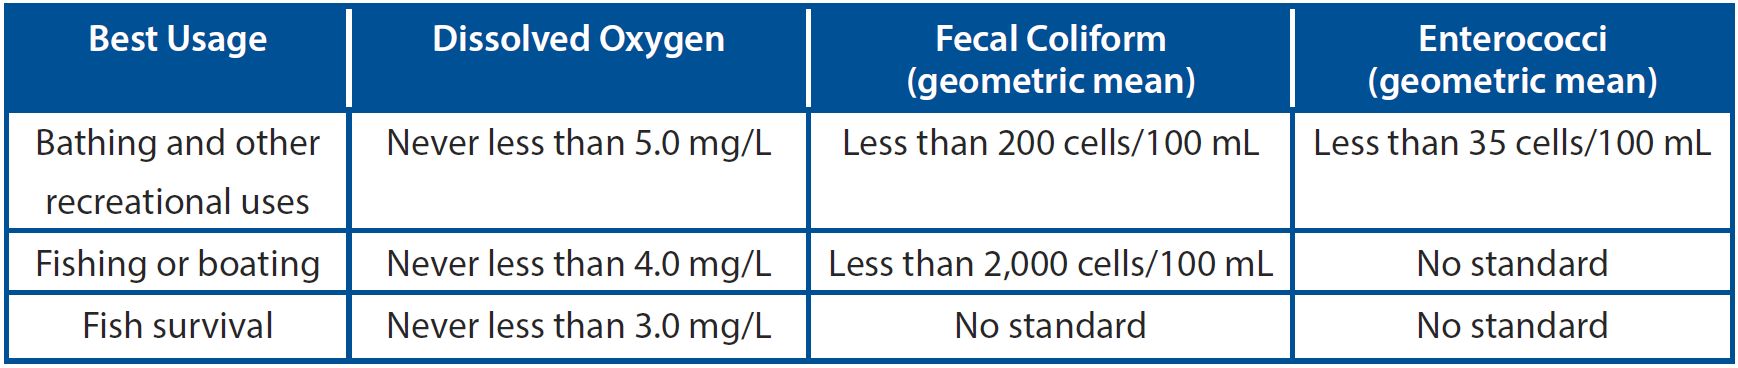 Best Usage
Dissolved Oxygen
Fecal Coliform
(geometric mean)
Enterococci
(geometric mean)
Bathing and other
recreational uses
Never less than 5.0 mg/L
Less than 200 cells/100 mL
Less than 35 cells/100 mL
Fishing or boating
Never less than 4.0 mg/L
Less than 2,000 cells/100 mL
No standard
Fish survival
Never less than 3.0 mg/L
No standard
No standard